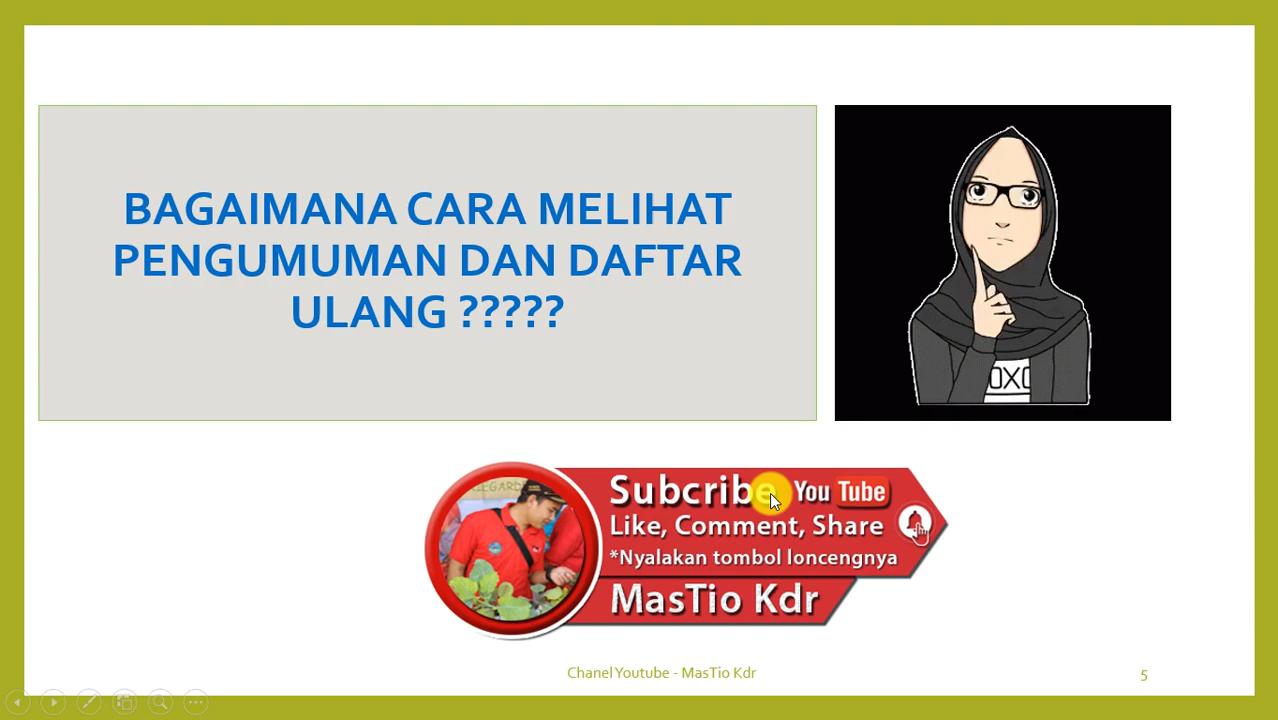 BAGAIMANA CARA MELIHAT
PENGUMUMAN DAN DAFTAR
ULANG ?????
OXO
Subcribe You Tube
Like, Comment, Share
*Nyalakan tombol loncengnya
MasTio Kdr
Chanel Youtube - MasTio Kdr
5